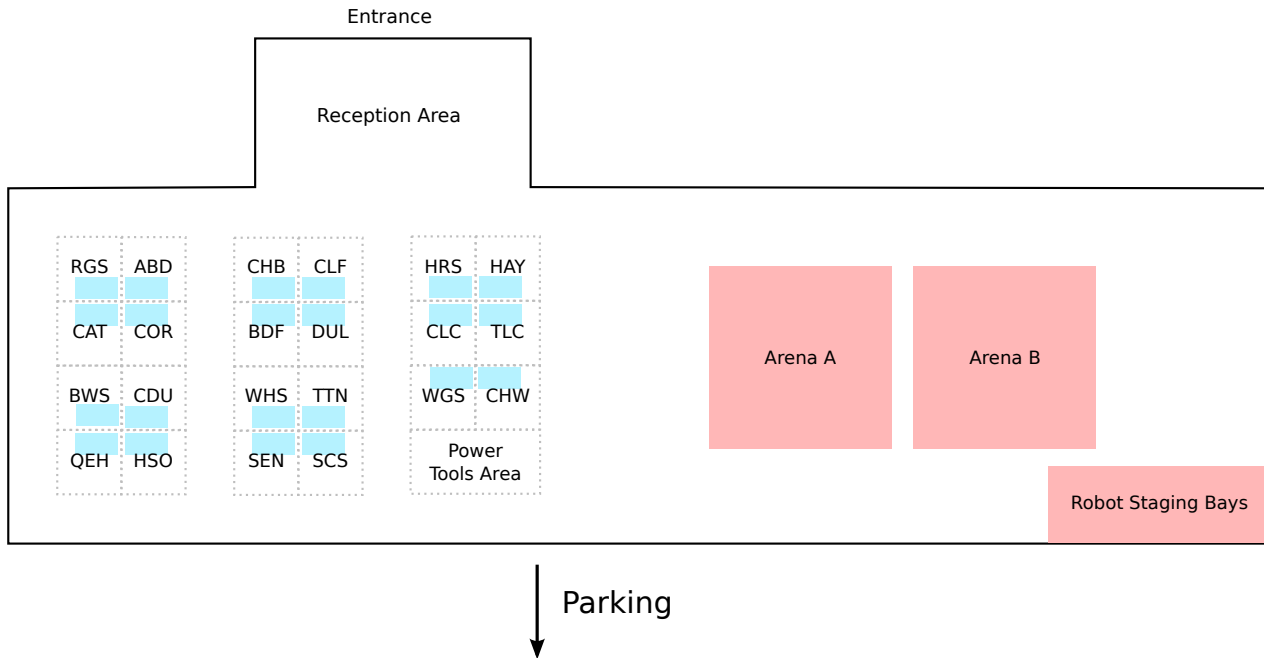 Entrance
Reception Area
RGS ABD CHB CLF HRS HAY
CAT COR BDF DUL CLC TLC
Arena A Arena B
BWS CDU WHS TTN WGS CHW
QEH HSO SEN SCS Power
Tools Area
Robot Staging Bays
Parking